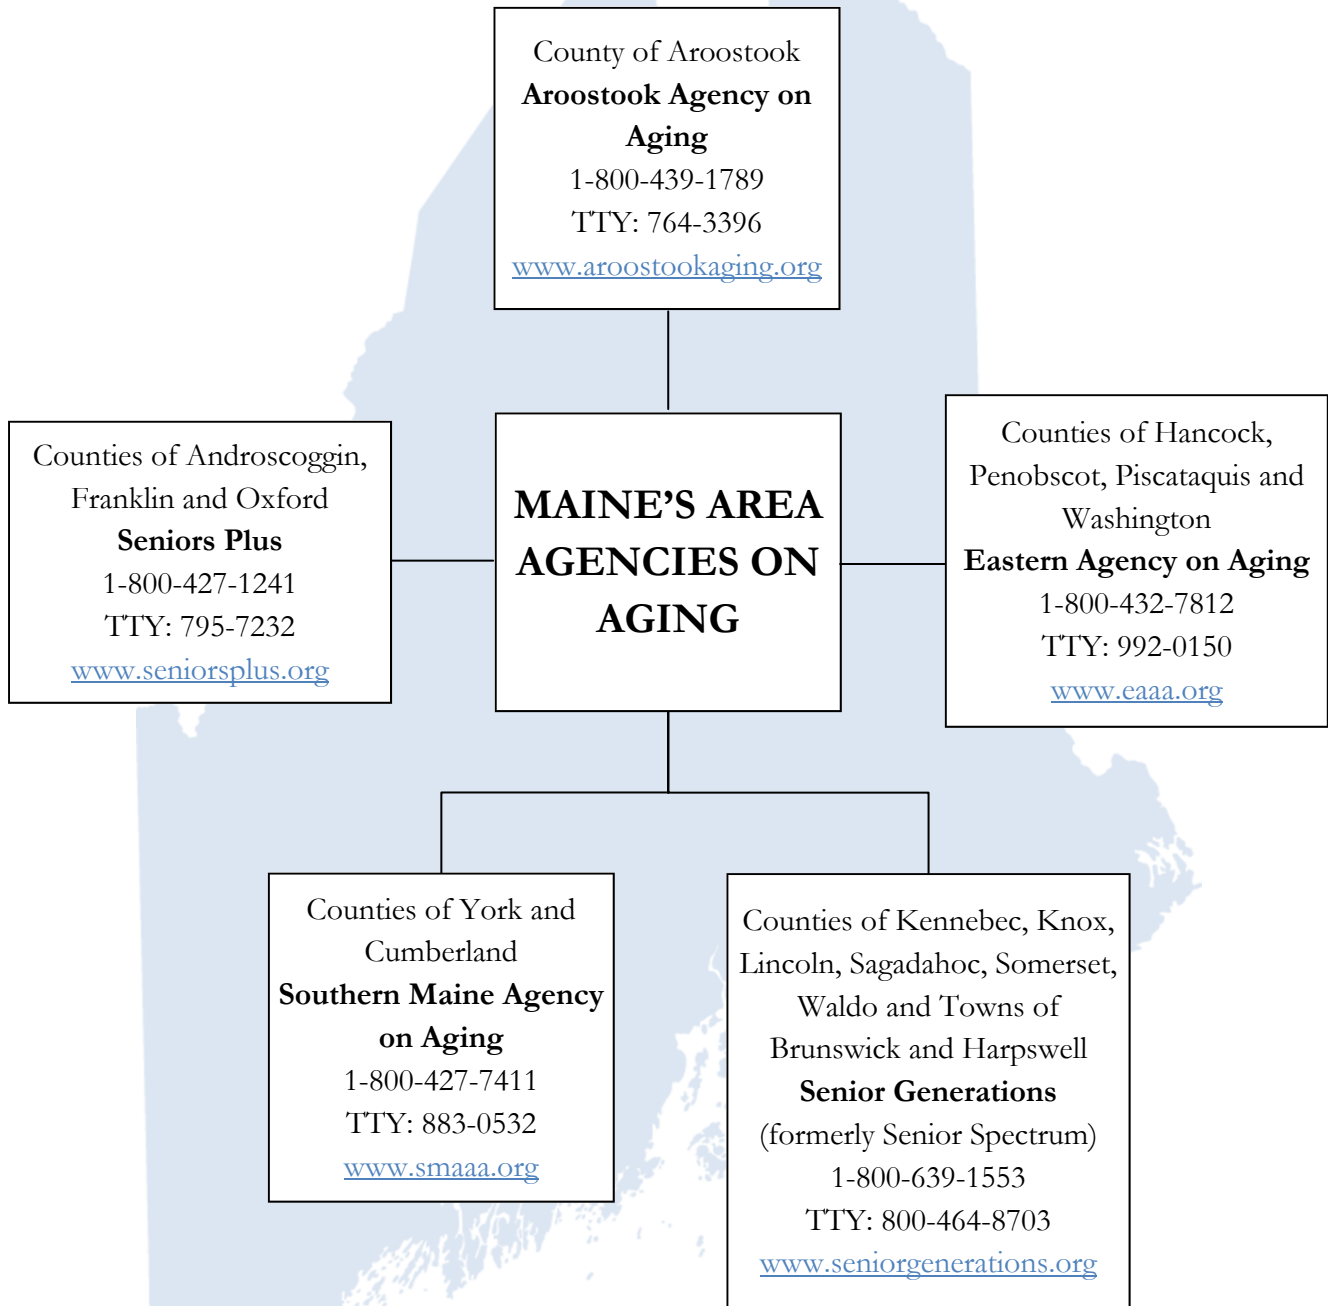 County of Aroostook
Aroostook Agency on
Aging
1-800-439-1789
TTY: 764-3396
www.aroostookaging.org
Counties of Androscoggin,
Franklin and Oxford
Seniors Plus
1-800-427-1241
TTY: 795-7232
www.seniorsplus.org
MAINE’S AREA
AGENCIES ON
AGING
Counties of Hancock,
Penobscot, Piscataquis and
Washington
Eastern Agency on Aging
1-800-432-7812
TTY: 992-0150
www.eaaa.org
Counties of York and
Cumberland
Southern Maine Agency
on Aging
1-800-427-7411
TTY: 883-0532
www.smaaa.org
Counties of Kennebec, Knox,
Lincoln, Sagadahoc, Somerset,
Waldo and Towns of
Brunswick and Harpswell
Senior Generations
(formerly Senior Spectrum)
1-800-639-1553
TTY: 800-464-8703
www.seniorgenerations.org